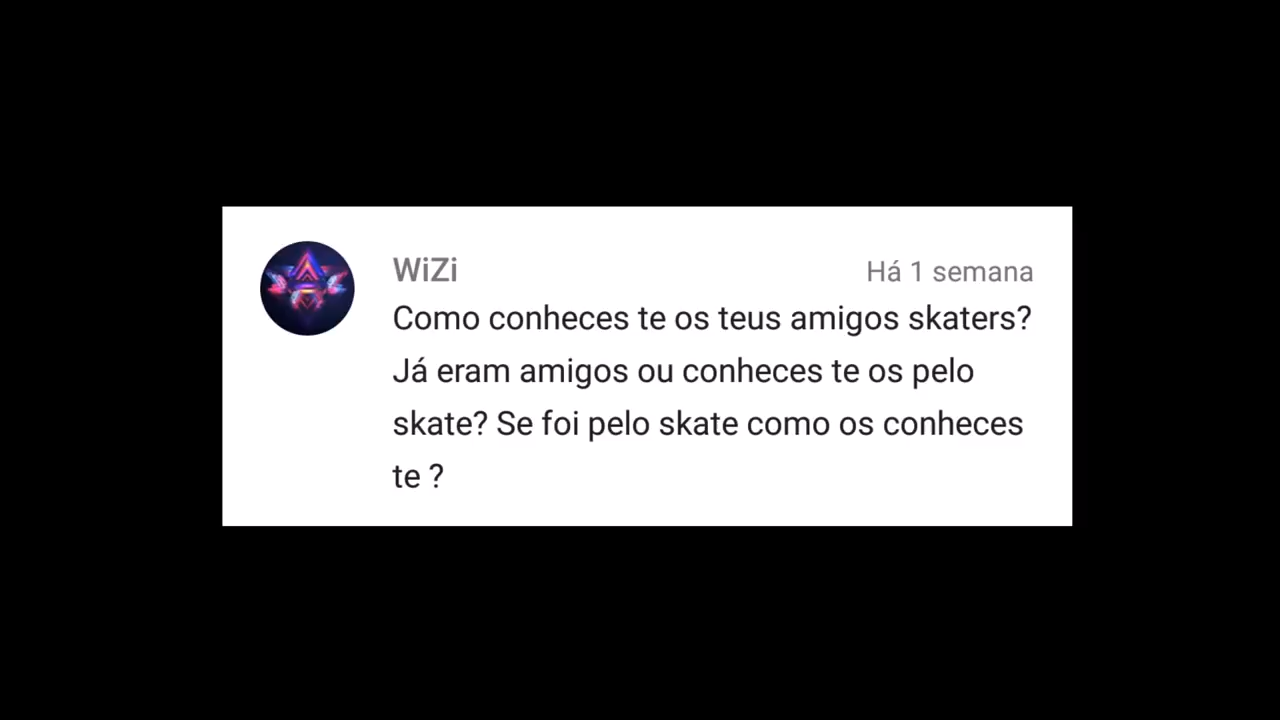 WiZi
Há 1 semana
Como conheces te os teus amigos skaters?
Já eram amigos ou conheces te os pelo
skate? Se foi pelo skate como os conheces
te ?